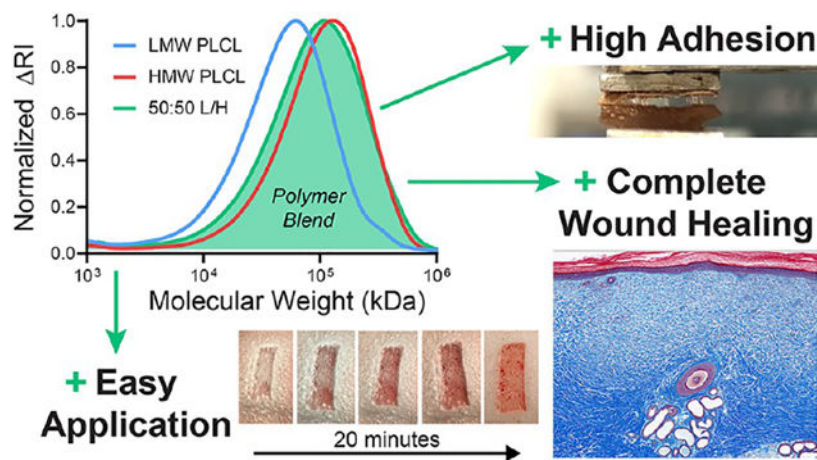 1.0
0.8
0.6
0.4
0.2
0.0
Normalized ΔRI
LMW PLCL
HMW PLCL
50:50 L/H
Polymer
Blend
10³
10⁴
10⁵
10⁶
Molecular Weight (kDa)
+ High Adhesion
+ Complete
Wound Healing
+ Easy
Application
20 minutes